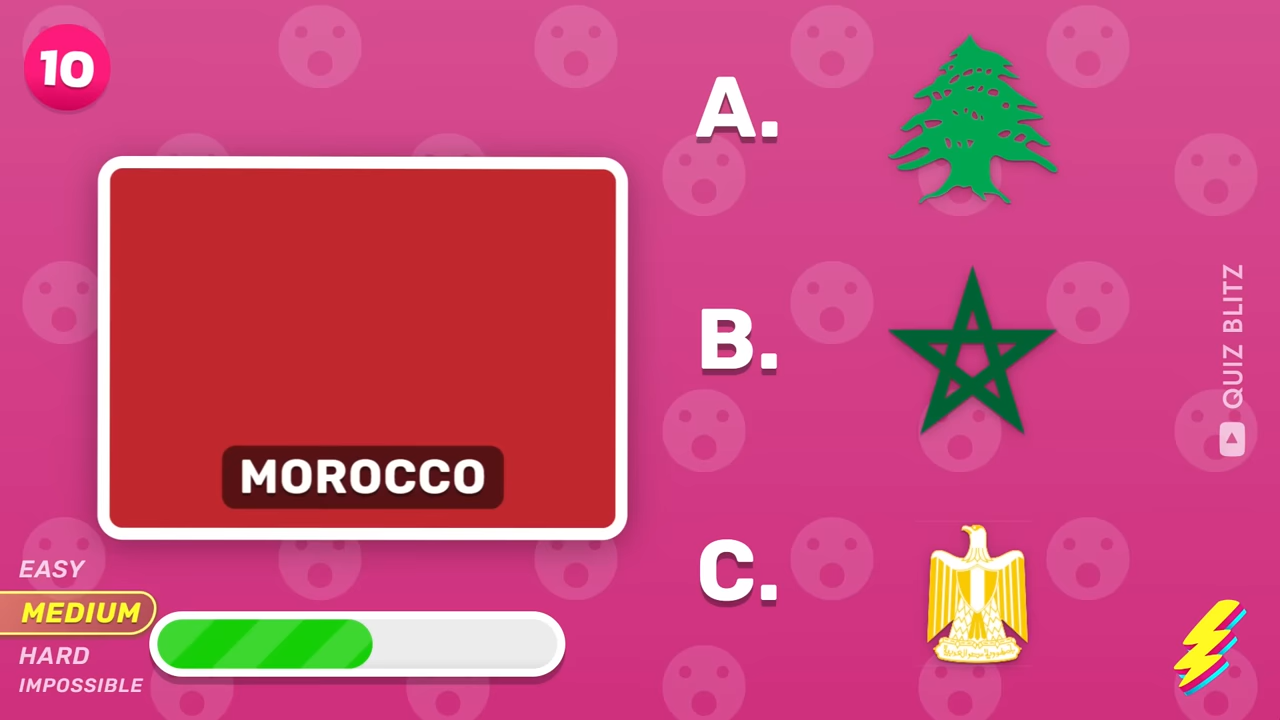 10
A.
MOROCCO
B.
C.
EASY
MEDIUM
HARD
IMPOSSIBLE
QUIZ BLITZ